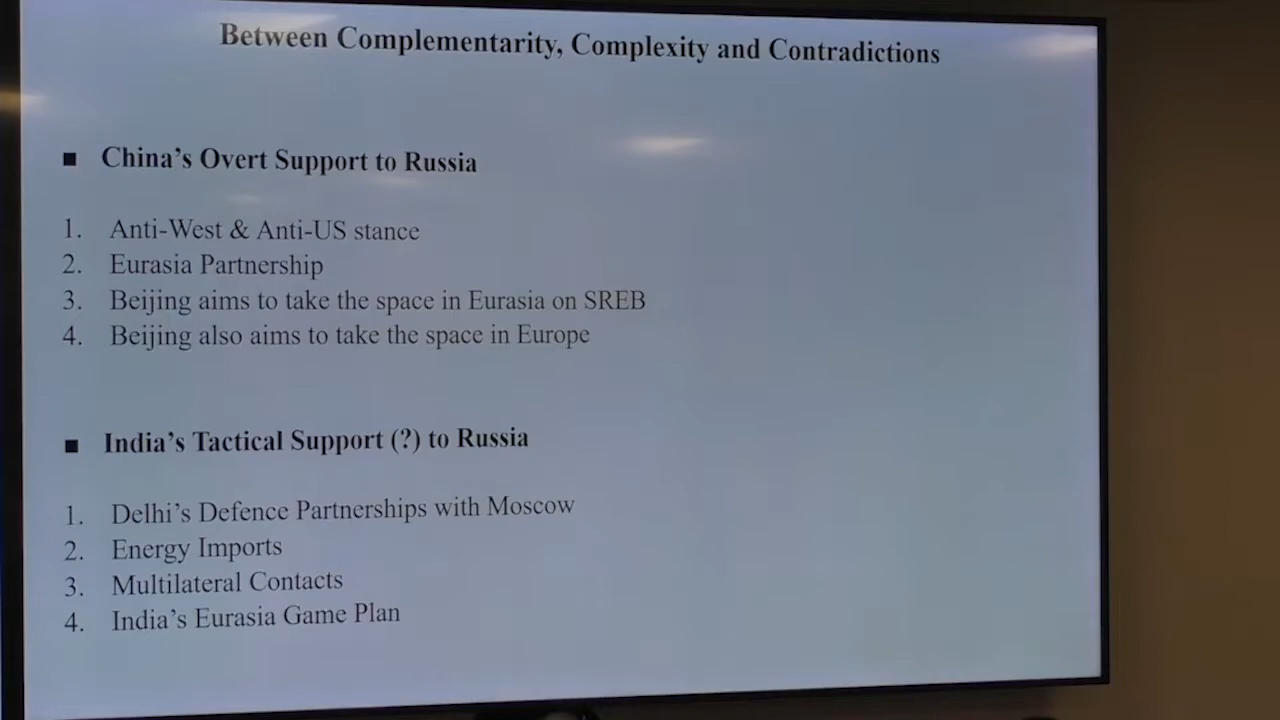 Between Complementarity, Complexity and Contradictions
■ China’s Overt Support to Russia
1. Anti-West & Anti-US stance
2. Eurasia Partnership
3. Beijing aims to take the space in Eurasia on SREB
4. Beijing also aims to take the space in Europe
■ India’s Tactical Support (?) to Russia
1. Delhi’s Defence Partnerships with Moscow
2. Energy Imports
3. Multilateral Contacts
4. India’s Eurasia Game Plan